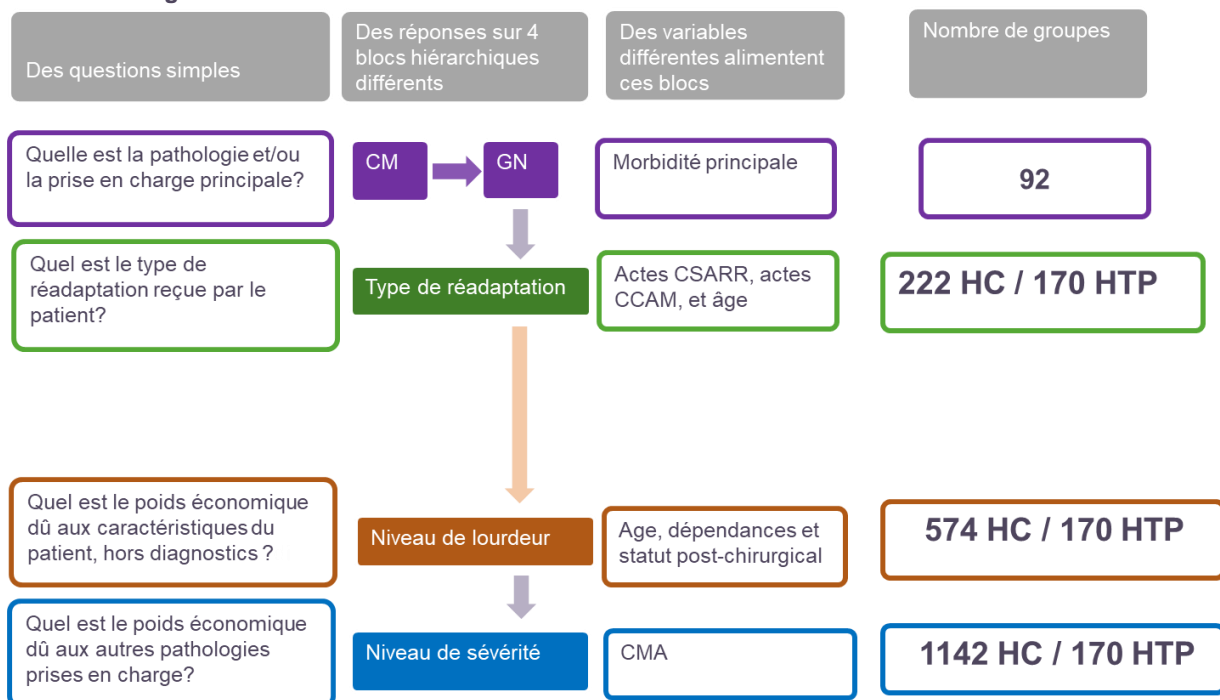 Des questions simples
Des réponses sur 4
blocs hiérarchiques
différents
Des variables
différentes alimentent
ces blocs
Nombre de groupes
Quelle est la pathologie et/ou
la prise en charge principale?
CM
GN
Morbidité principale
92
Quel est le type de
réadaptation reçue par le
patient?
Type de réadaptation
Actes CSARR, actes
CCAM, et âge
222 HC / 170 HTP
Quel est le poids économique
dû aux caractéristiques du
patient, hors diagnostics ?
Niveau de lourdeur
Age, dépendances et
statut post-chirurgical
574 HC / 170 HTP
Quel est le poids économique
dû aux autres pathologies
prises en charge?
Niveau de sévérité
CMA
1142 HC / 170 HTP